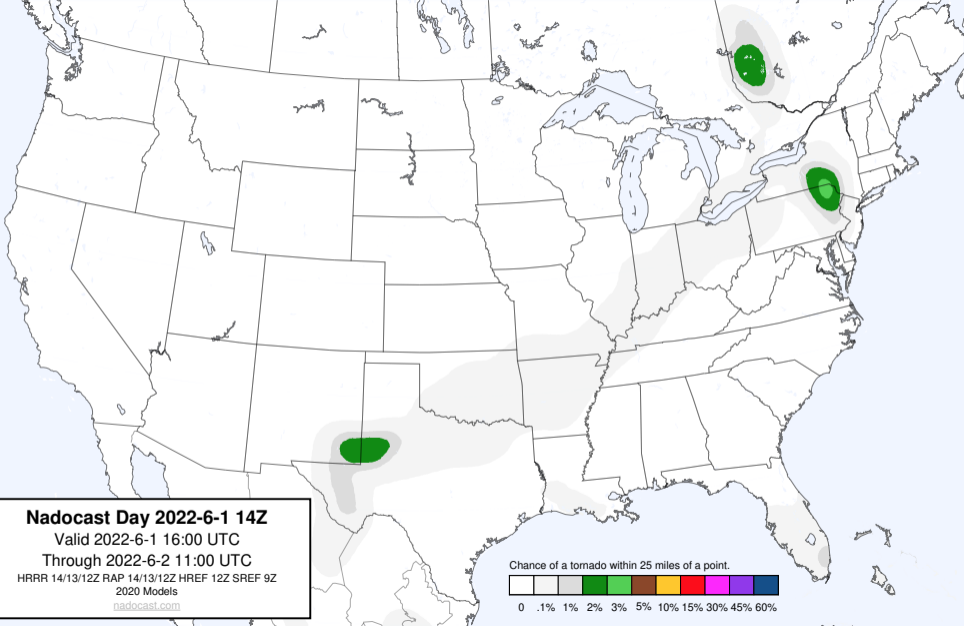 Nadocast Day 2022-6-1 14Z
Valid 2022-6-1 16:00 UTC
Through 2022-6-2 11:00 UTC
HRRR 14/13/12Z RAP 14/13/12Z HREF 12Z SREF 9Z
2020 Models
nadocast.com
Chance of a tornado within 25 miles of a point.
0 .1% 1% 2% 3% 5% 10% 15% 30% 45% 60%